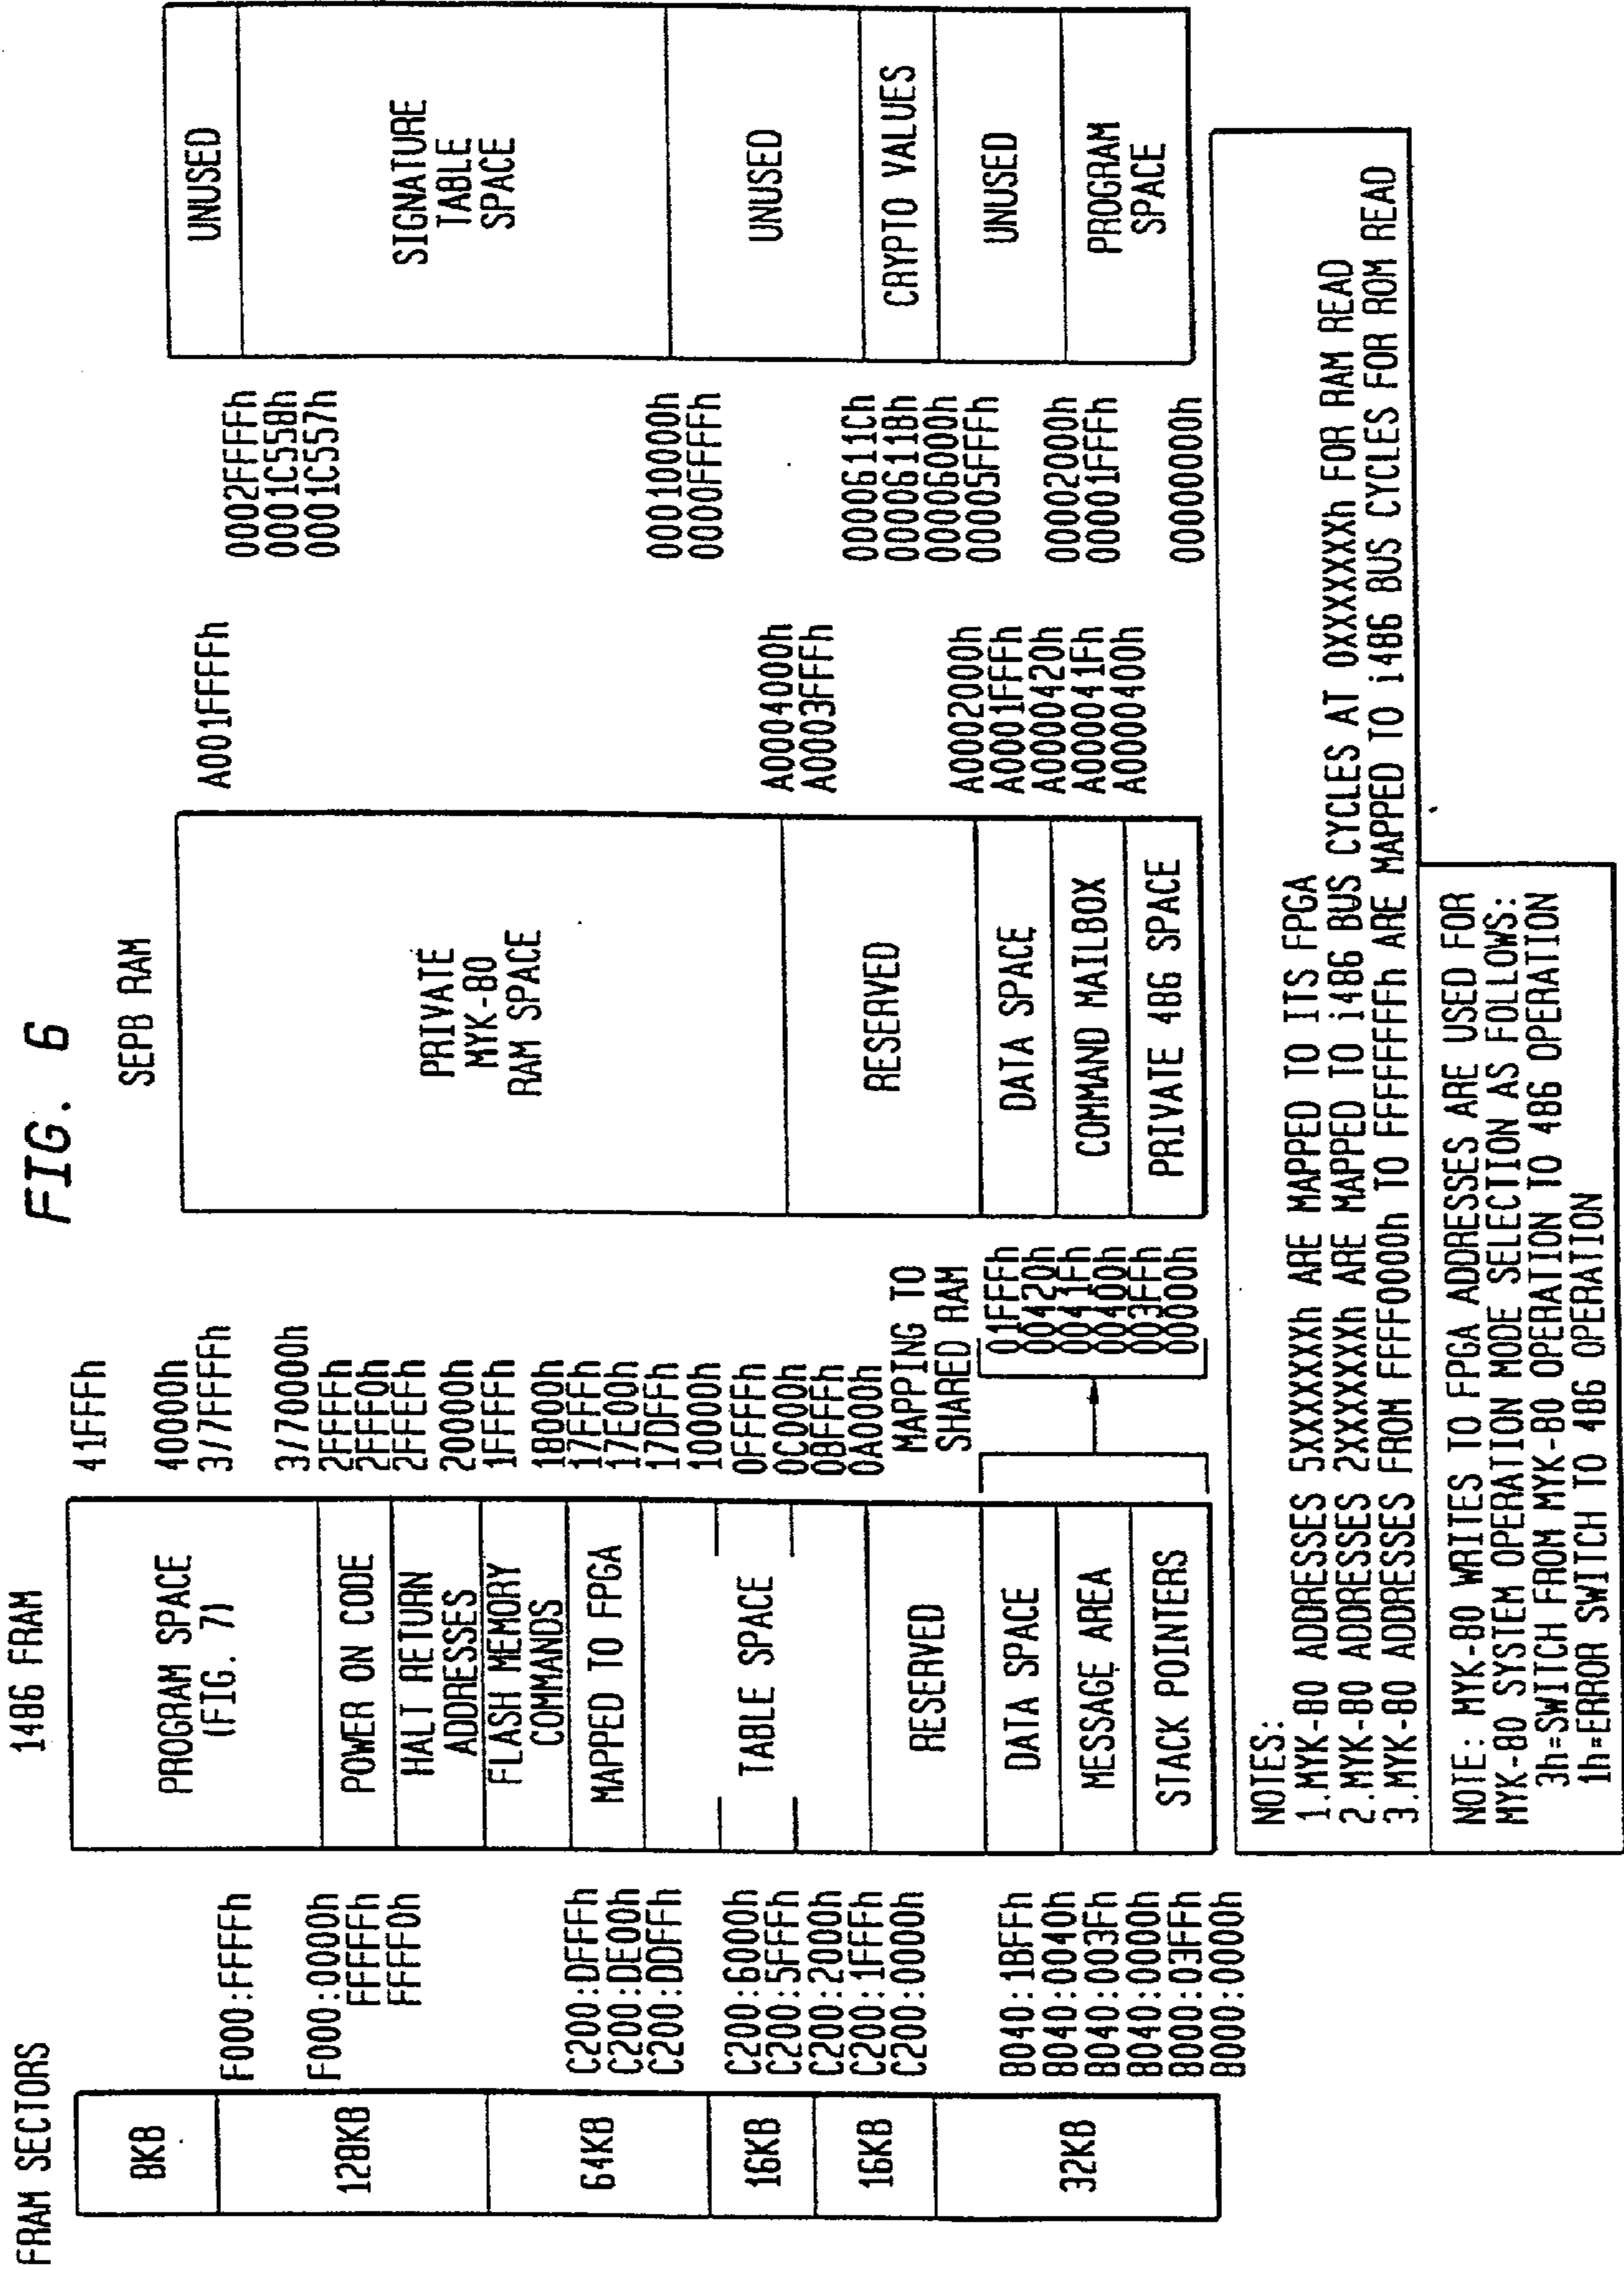 FIG. 6
FRAM SECTORS
8KB
128KB
64KB
16KB
16KB
32KB
F000:FFFFh
F000:0000h
FFFFFh
FFFF0h
C200:DFFFh
C200:DE00h
C200:DDFFh
C200:6000h
C200:5FFFh
C200:2000h
C200:1FFFh
C200:0000h
8040:1BFFh
8040:0040h
8040:003Fh
8040:0000h
8000:03FFh
8000:0000h
1486 FRAM
PROGRAM SPACE
(FIG. 7)
POWER ON CODE
HALT RETURN
ADDRESSES
FLASH MEMORY
COMMANDS
MAPPED TO FPGA
TABLE SPACE
RESERVED
DATA SPACE
MESSAGE AREA
STACK POINTERS
41FFFh
40000h
3/7FFFFh
3/70000h
2FFFFh
2FFF0h
2FFEFh
20000h
1FFFFh
18000h
17FFFh
17E00h
17DFFh
10000h
0FFFFh
0C000h
0BFFFh
0A000h
MAPPING TO
SHARED RAM
01FFFh
00420h
0041Fh
00400h
003FFh
00000h
SEPB RAM
PRIVATE
MYK-80
RAM SPACE
RESERVED
DATA SPACE
COMMAND MAILBOX
PRIVATE 486 SPACE
A001FFFFh
A0004000h
A0003FFFh
A0002000h
A0001FFFh
A0000420h
A000041Fh
A0000400h
0002FFFFh
0001C558h
0001C557h
00010000h
0000FFFFh
0000611Ch
0000611Bh
00006000h
00005FFFh
00002000h
00001FFFh
00000000h
UNUSED
SIGNATURE
TABLE
SPACE
UNUSED
CRYPTO VALUES
UNUSED
PROGRAM
SPACE
NOTES:
1.MYK-80 ADDRESSES 5XXXXXXh ARE MAPPED TO ITS FPGA
2.MYK-80 ADDRESSES 2XXXXXXh ARE MAPPED TO i486 BUS CYCLES AT 0XXXXXXh FOR RAM READ
3.MYK-80 ADDRESSES FROM FFFF0000h TO FFFFFFFFh ARE MAPPED TO i486 BUS CYCLES FOR ROM READ
NOTE: MYK-80 WRITES TO FPGA ADDRESSES ARE USED FOR
MYK-80 SYSTEM OPERATION MODE SELECTION AS FOLLOWS:
3h=SWITCH FROM MYK-80 OPERATION TO 486 OPERATION
1h=ERROR SWITCH TO 486 OPERATION